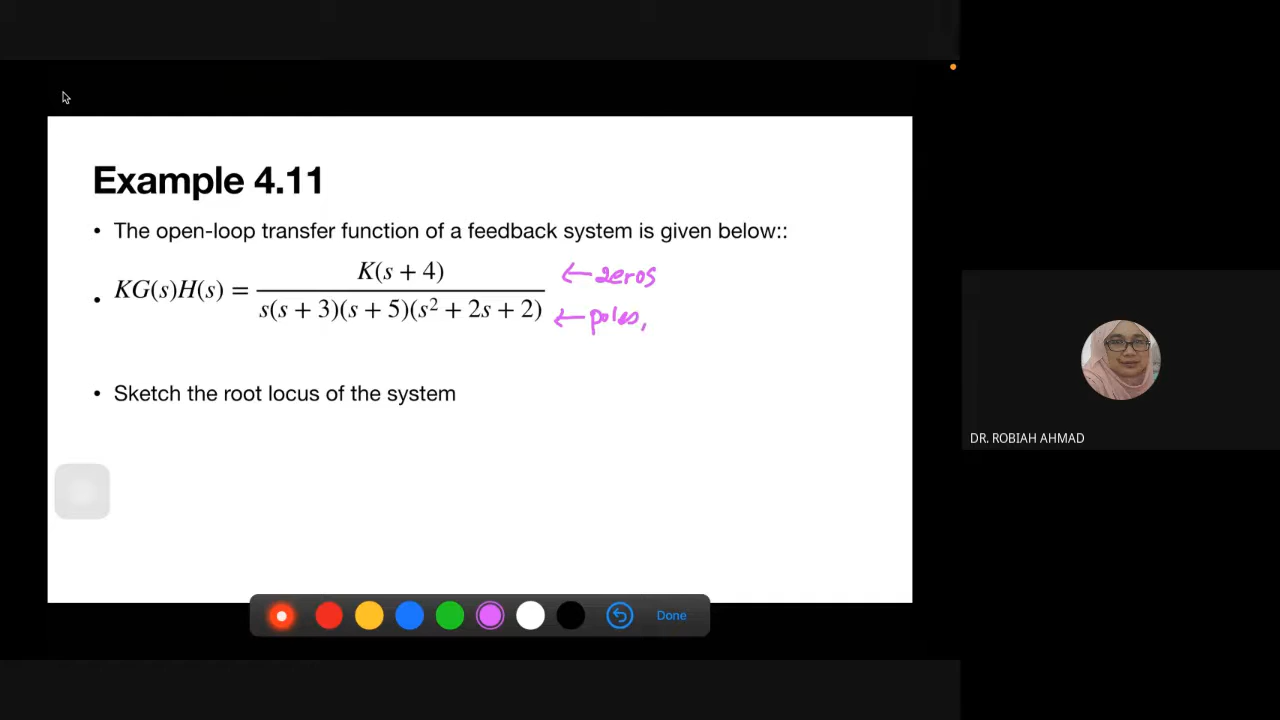 Example 4.11
• The open-loop transfer function of a feedback system is given below::
• KG(s)H(s) = K(s + 4) / s(s + 3)(s + 5)(s² + 2s + 2)
← zeros
← poles,
• Sketch the root locus of the system
DR. ROBIAH AHMAD
Done